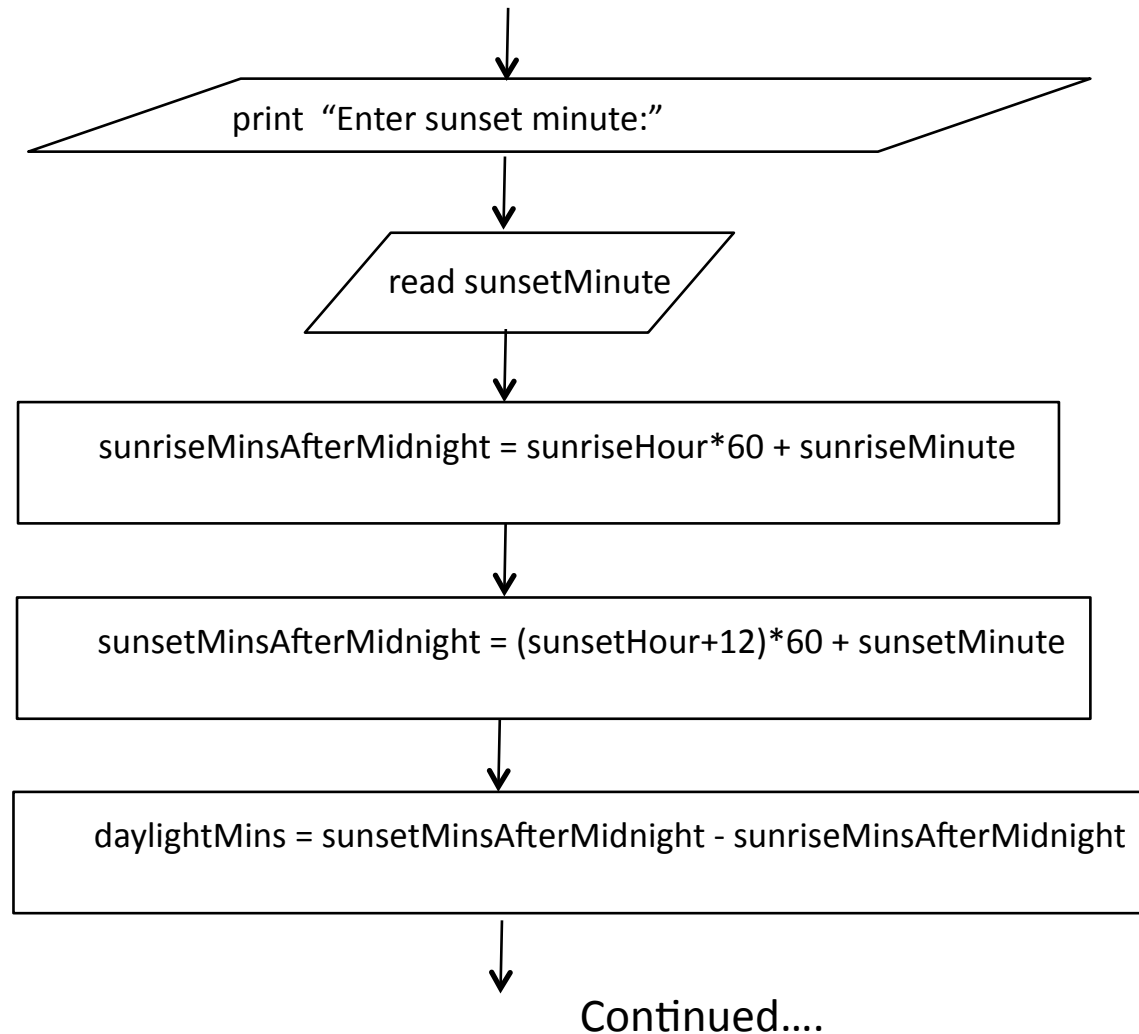 print “Enter sunset minute:”
read sunsetMinute
sunriseMinsAfterMidnight = sunriseHour*60 + sunriseMinute
sunsetMinsAfterMidnight = (sunsetHour+12)*60 + sunsetMinute
daylightMins = sunsetMinsAfterMidnight - sunriseMinsAfterMidnight
Continued....